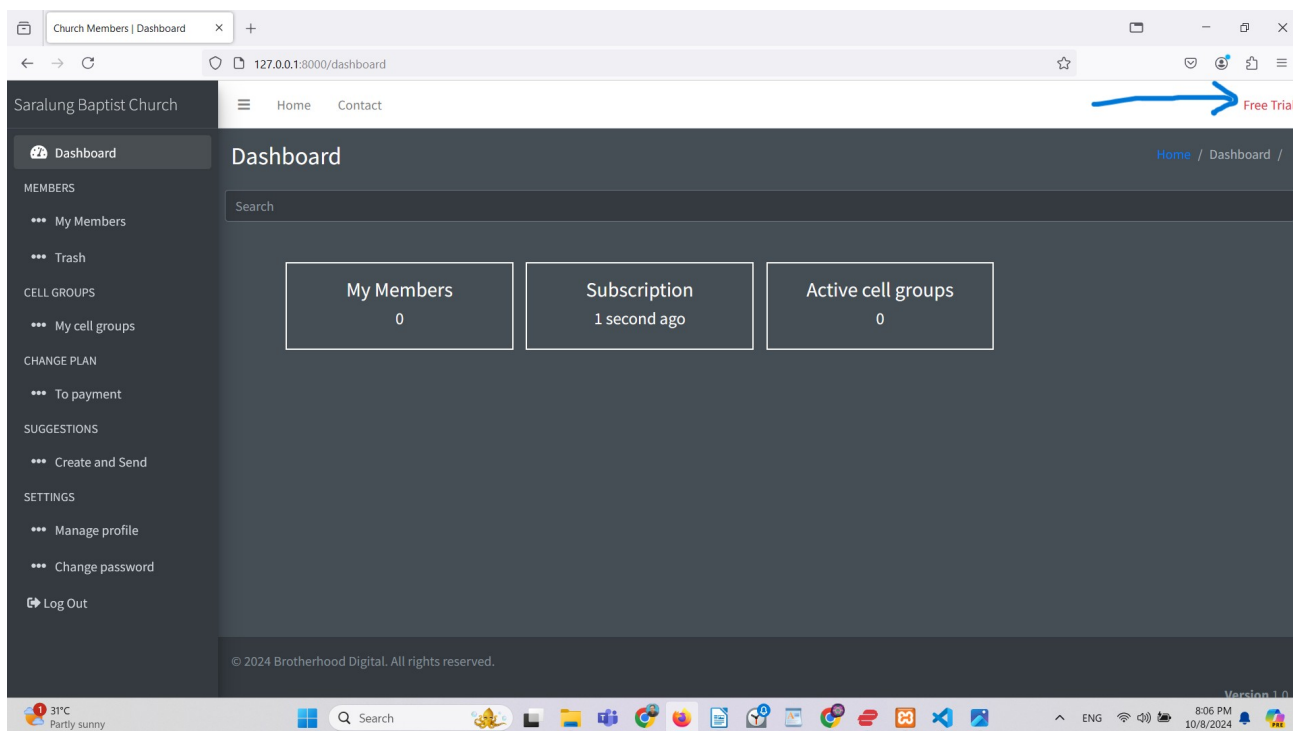 Church Members | Dashboard
127.0.0.1:8000/dashboard
Saralung Baptist Church
Home
Contact
Free Trial
Dashboard
Dashboard
Home / Dashboard /
MEMBERS
Search
My Members
Trash
CELL GROUPS
My cell groups
CHANGE PLAN
To payment
SUGGESTIONS
Create and Send
SETTINGS
Manage profile
Change password
Log Out
My Members
0
Subscription
1 second ago
Active cell groups
0
© 2024 Brotherhood Digital. All rights reserved.
Version 1.0
1
31°C
Partly sunny
Search
ENG
8:06 PM
10/8/2024
PRE